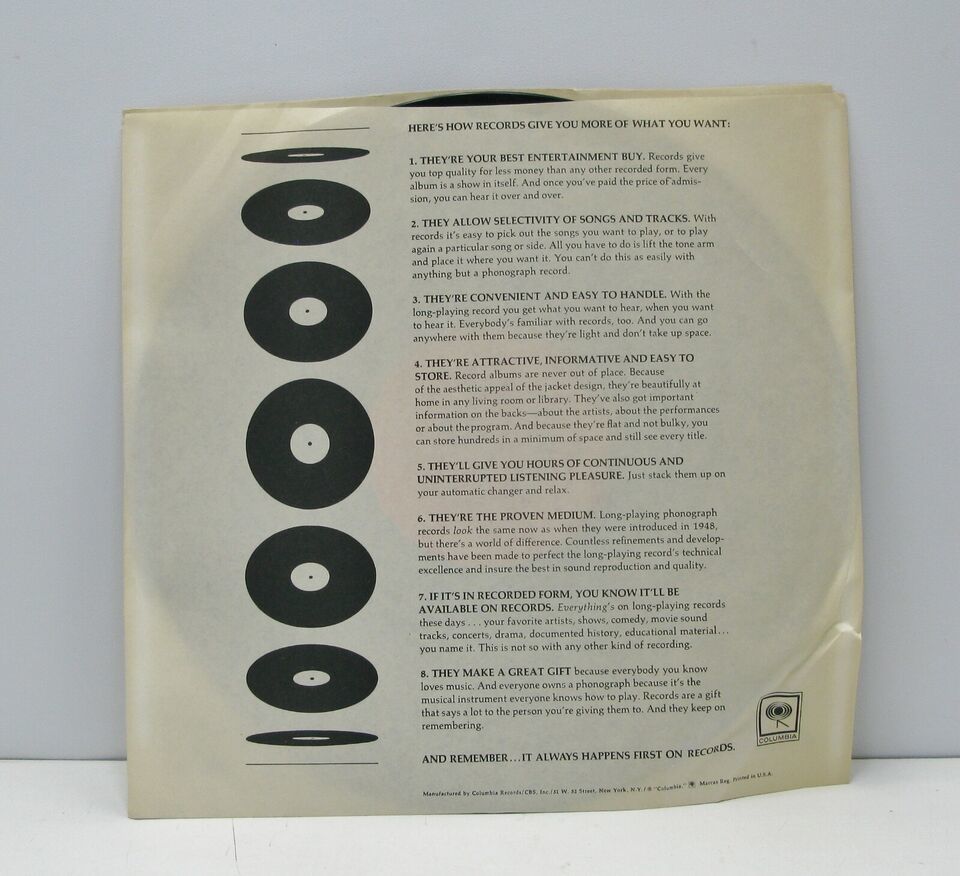 HERE'S HOW RECORDS GIVE YOU MORE OF WHAT YOU WANT:
1. THEY'RE YOUR BEST ENTERTAINMENT BUY. Records give
you top quality for less money than any other recorded form. Every
album is a show in itself. And once you've paid the price of admis-
sion, you can hear it over and over.
2. THEY ALLOW SELECTIVITY OF SONGS AND TRACKS. With
records it's easy to pick out the songs you want to play, or to play
again a particular song or side. All you have to do is lift the tone arm
and place it where you want it. You can't do this as easily with
anything but a phonograph record.
3. THEY'RE CONVENIENT AND EASY TO HANDLE. With the
long-playing record you get what you want to hear, when you want
to hear it. Everybody's familiar with records, too. And you can go
anywhere with them because they're light and don't take up space.
4. THEY'RE ATTRACTIVE, INFORMATIVE AND EASY TO
STORE. Record albums are never out of place. Because
of the aesthetic appeal of the jacket design, they're beautifully at
home in any living room or library. They've also got important
information on the backs—about the artists, about the performances
or about the program. And because they're flat and not bulky, you
can store hundreds in a minimum of space and still see every title.
5. THEY'LL GIVE YOU HOURS OF CONTINUOUS AND
UNINTERRUPTED LISTENING PLEASURE. Just stack them up on
your automatic changer and relax.
6. THEY'RE THE PROVEN MEDIUM. Long-playing phonograph
records look the same now as when they were introduced in 1948,
but there's a world of difference. Countless refinements and develop-
ments have been made to perfect the long-playing record's technical
excellence and insure the best in sound reproduction and quality.
7. IF IT'S IN RECORDED FORM, YOU KNOW IT'LL BE
AVAILABLE ON RECORDS. Everything's on long-playing records
these days . . . your favorite artists, shows, comedy, movie sound
tracks, concerts, drama, documented history, educational material...
you name it. This is not so with any other kind of recording.
8. THEY MAKE A GREAT GIFT because everybody you know
loves music. And everyone owns a phonograph because it's the
musical instrument everyone knows how to play. Records are a gift
that says a lot to the person you're giving them to. And they keep on
remembering.
COLUMBIA
AND REMEMBER...IT ALWAYS HAPPENS FIRST ON RECORDS.
Manufactured by Columbia Records/CBS, Inc./51 W. 52 Street, New York, N.Y. / ® "Columbia," Marcas Reg. Printed in U.S.A.